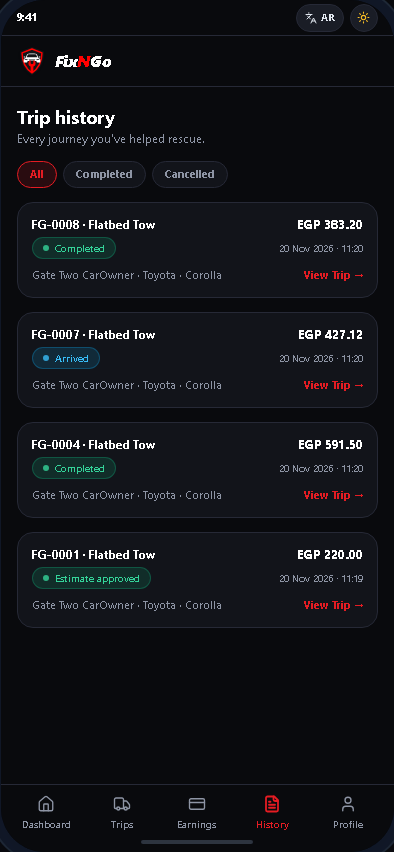 9:41
AR
FixNGo
Trip history
Every journey you've helped rescue.
All Completed Cancelled
FG-0008 · Flatbed Tow EGP 383.20
Completed 20 Nov 2026 · 11:20
Gate Two CarOwner · Toyota · Corolla View Trip →
FG-0007 · Flatbed Tow EGP 427.12
Arrived 20 Nov 2026 · 11:20
Gate Two CarOwner · Toyota · Corolla View Trip →
FG-0004 · Flatbed Tow EGP 591.50
Completed 20 Nov 2026 · 11:20
Gate Two CarOwner · Toyota · Corolla View Trip →
FG-0001 · Flatbed Tow EGP 220.00
Estimate approved 20 Nov 2026 · 11:19
Gate Two CarOwner · Toyota · Corolla View Trip →
Dashboard Trips Earnings History Profile